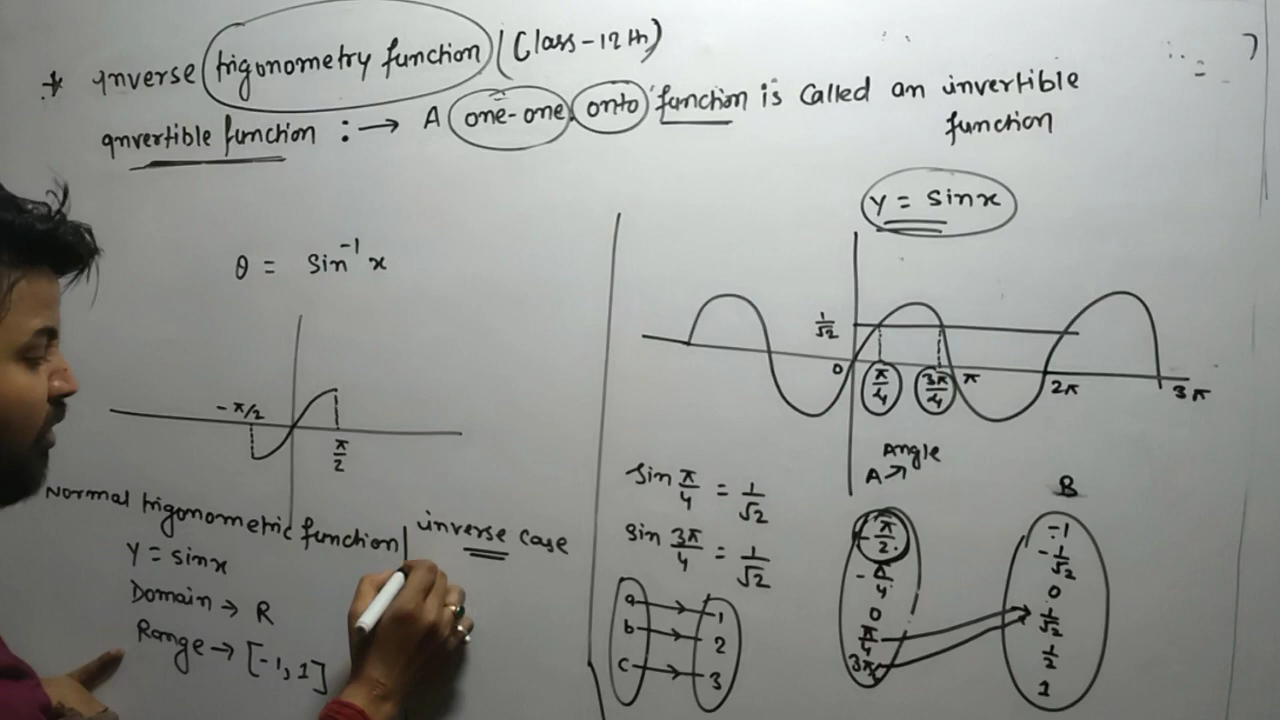 * Inverse trigonometry function (Class-12th)
Invertible function :→ A one-one onto function is called an invertible
function
θ = sin⁻¹ x
-π/2
π/2
Normal trigonometric function
y = sinx
Domain → R
Range → [-1, 1]
inverse case
Y = sinx
1/√2
0
π/4
3π/4
π
2π
3π
sin π/4 = 1/√2
sin 3π/4 = 1/√2
a 1
b 2
c 3
Angle
A→
B
-π/2
0
π/4
-1
-1/√2
0
1/√2
1/2
1